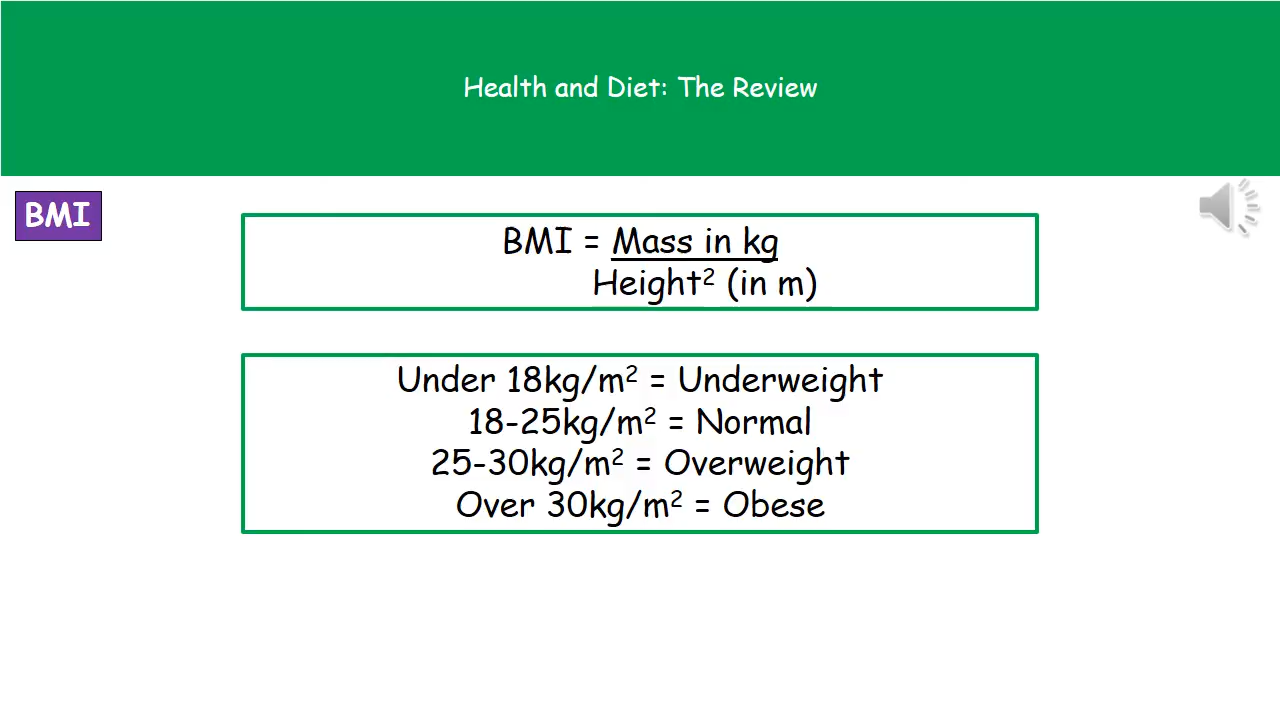 Health and Diet: The Review
BMI
BMI = Mass in kg
Height² (in m)
Under 18kg/m² = Underweight
18-25kg/m² = Normal
25-30kg/m² = Overweight
Over 30kg/m² = Obese